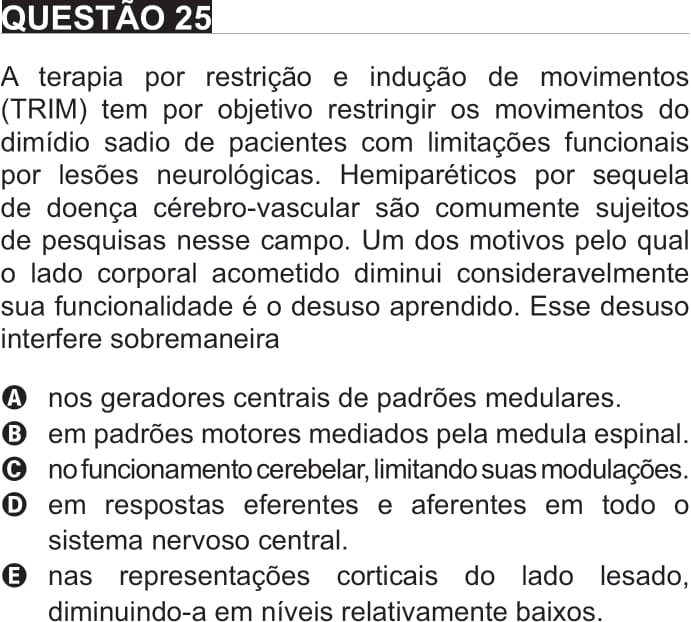 QUESTÃO 25
A terapia por restrição e indução de movimentos
(TRIM) tem por objetivo restringir os movimentos do
dimídio sadio de pacientes com limitações funcionais
por lesões neurológicas. Hemiparéticos por sequela
de doença cérebro-vascular são comumente sujeitos
de pesquisas nesse campo. Um dos motivos pelo qual
o lado corporal acometido diminui consideravelmente
sua funcionalidade é o desuso aprendido. Esse desuso
interfere sobremaneira
A nos geradores centrais de padrões medulares.
B em padrões motores mediados pela medula espinal.
C no funcionamento cerebelar, limitando suas modulações.
D em respostas eferentes e aferentes em todo o
sistema nervoso central.
E nas representações corticais do lado lesado,
diminuindo-a em níveis relativamente baixos.